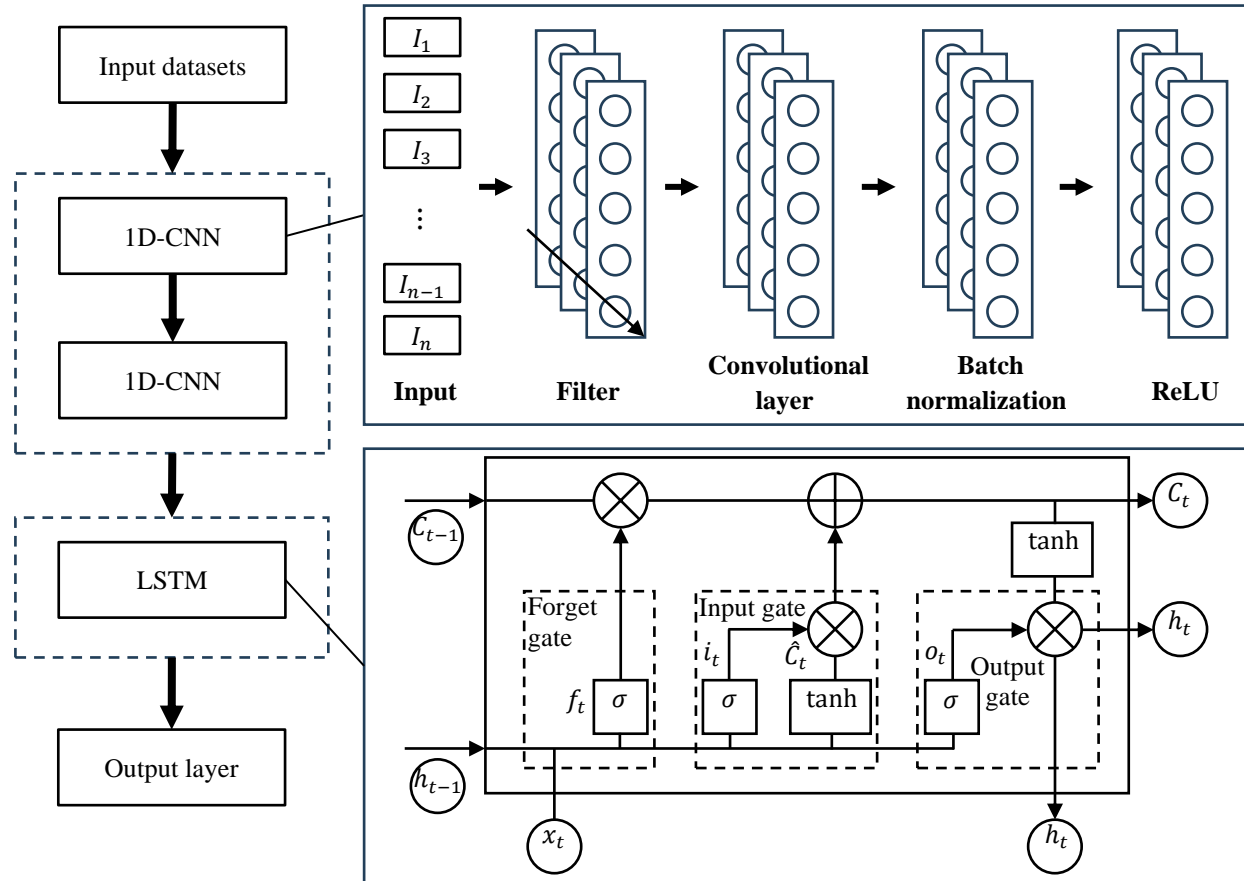 Input datasets
1D-CNN
1D-CNN
LSTM
Output layer
I₁
I₂
I₃
⋮
Iₙ₋₁
Iₙ
Input
Filter
Convolutional
layer
Batch
normalization
ReLU
Cₜ₋₁
Cₜ
tanh
Forget
gate
Input gate
hₜ
iₜ
Ĉₜ
oₜ
Output
gate
fₜ
σ
σ
tanh
σ
hₜ₋₁
xₜ
hₜ